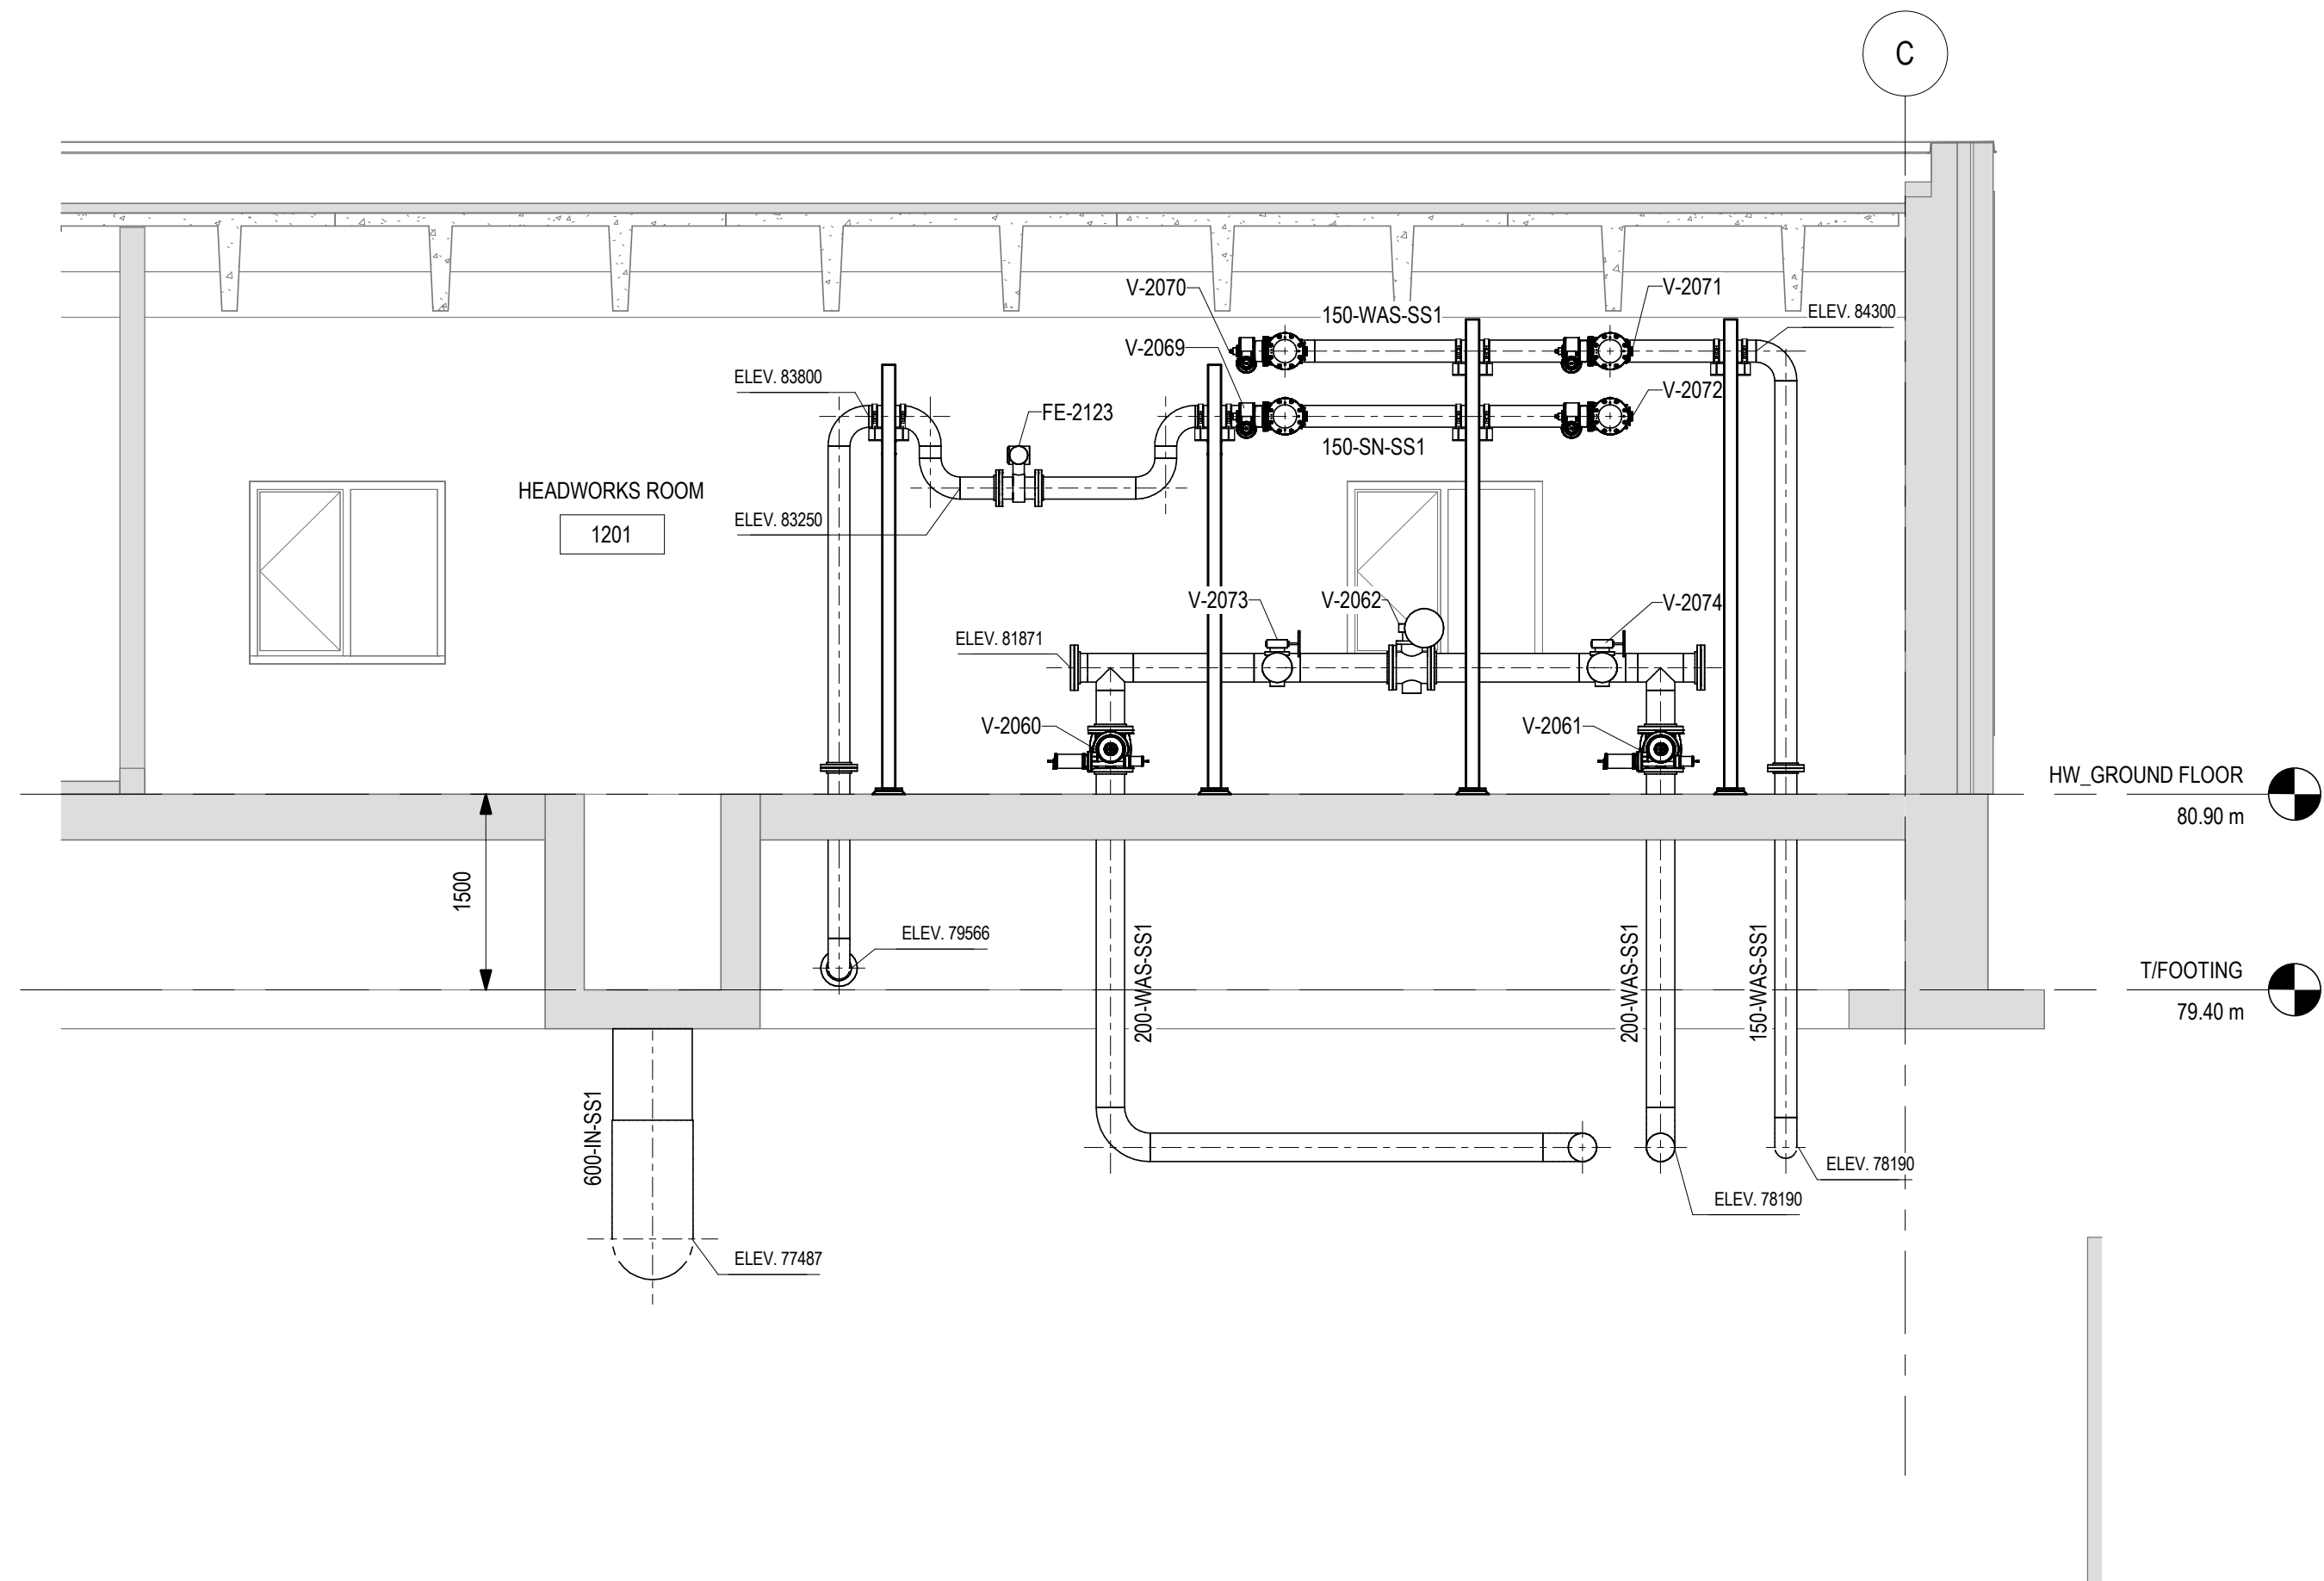 C
V-2070
V-2071
150-WAS-SS1
ELEV. 84300
V-2069
ELEV. 83800
V-2072
FE-2123
150-SN-SS1
HEADWORKS ROOM
1201
ELEV. 83250
V-2073
V-2062
V-2074
ELEV. 81871
V-2060
V-2061
HW_GROUND FLOOR
80.90 m
1500
ELEV. 79566
200-WAS-SS1
200-WAS-SS1
150-WAS-SS1
T/FOOTING
79.40 m
600-IN-SS1
ELEV. 78190
ELEV. 78190
ELEV. 77487